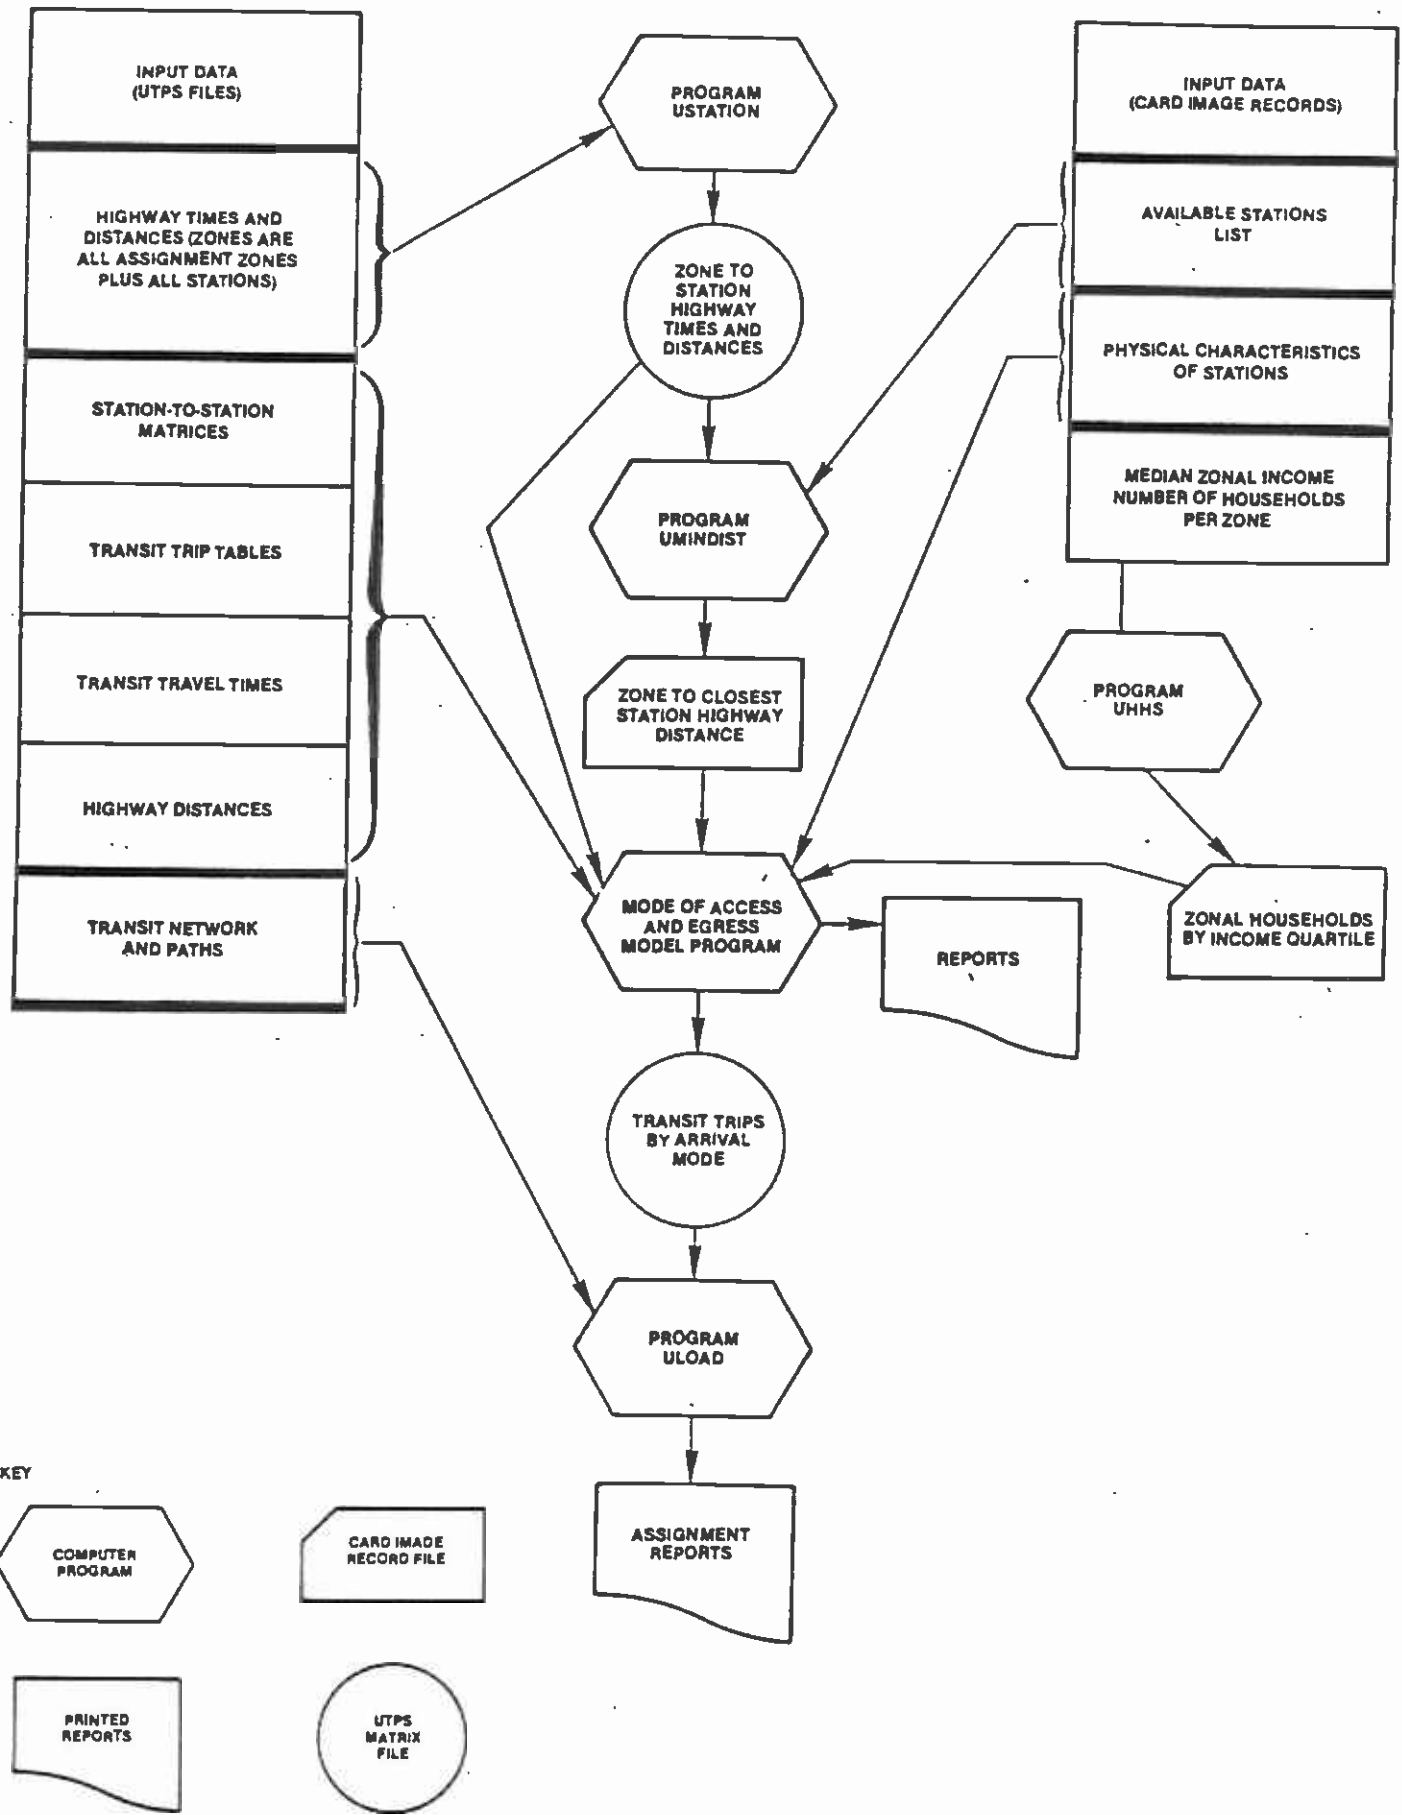 INPUT DATA
(UTPS FILES)
HIGHWAY TIMES AND
DISTANCES (ZONES ARE
ALL ASSIGNMENT ZONES
PLUS ALL STATIONS)
STATION-TO-STATION
MATRICES
TRANSIT TRIP TABLES
TRANSIT TRAVEL TIMES
HIGHWAY DISTANCES
TRANSIT NETWORK
AND PATHS
PROGRAM
USTATION
ZONE TO
STATION
HIGHWAY
TIMES AND
DISTANCES
PROGRAM
UMINDIST
ZONE TO CLOSEST
STATION HIGHWAY
DISTANCE
MODE OF ACCESS
AND EGRESS
MODEL PROGRAM
REPORTS
TRANSIT TRIPS
BY ARRIVAL
MODE
PROGRAM
ULOAD
ASSIGNMENT
REPORTS
INPUT DATA
(CARD IMAGE RECORDS)
AVAILABLE STATIONS
LIST
PHYSICAL CHARACTERISTICS
OF STATIONS
MEDIAN ZONAL INCOME
NUMBER OF HOUSEHOLDS
PER ZONE
PROGRAM
UHHS
ZONAL HOUSEHOLDS
BY INCOME QUARTILE
KEY
COMPUTER
PROGRAM
CARD IMAGE
RECORD FILE
PRINTED
REPORTS
UTPS
MATRIX
FILE